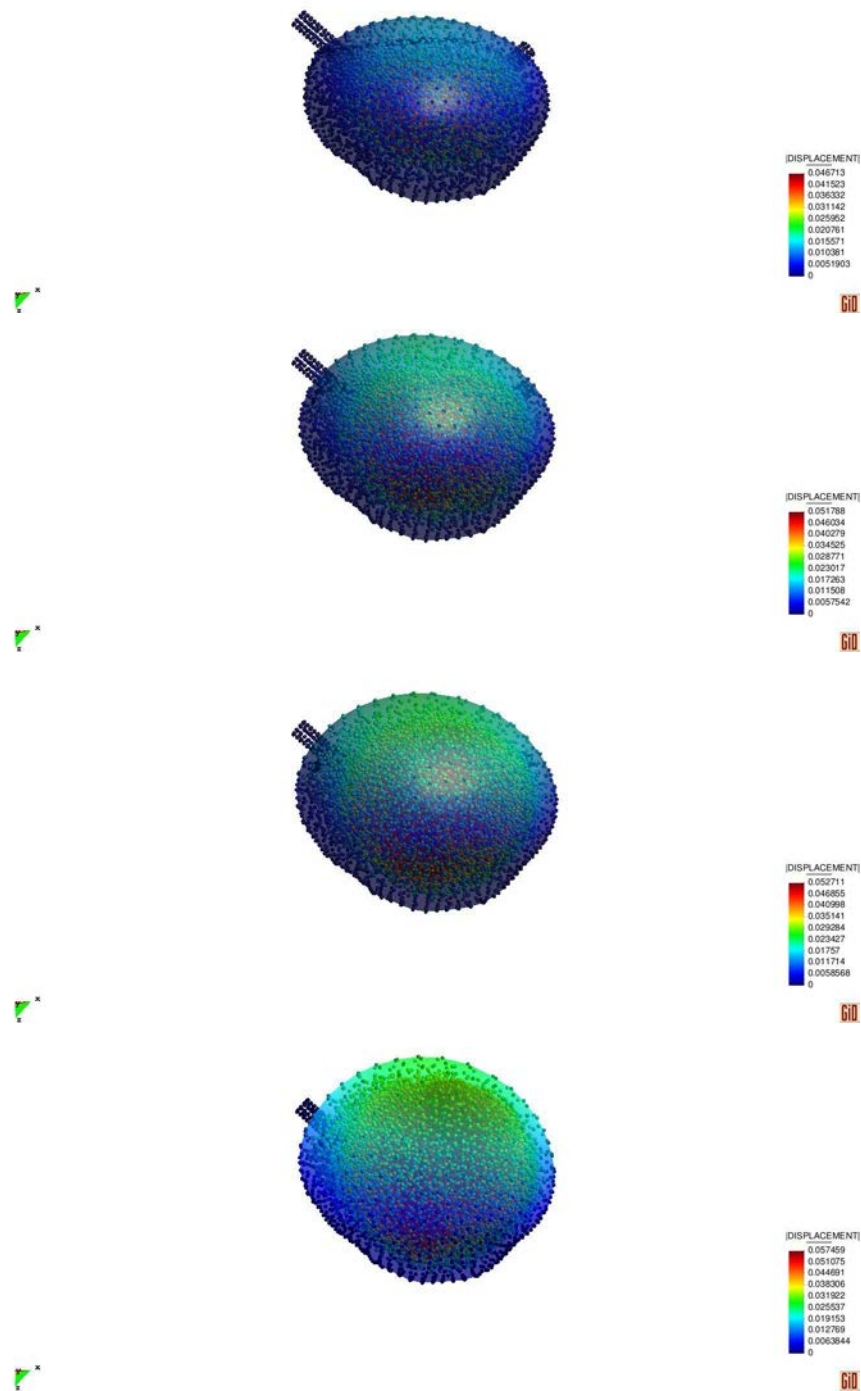 |DISPLACEMENT|
0.046713
0.041523
0.036332
0.031142
0.025952
0.020761
0.015571
0.010381
0.0051903
0
x
Y
z
GiD
|DISPLACEMENT|
0.051788
0.046034
0.040279
0.034525
0.028771
0.023017
0.017263
0.011508
0.0057542
0
x
Y
z
GiD
|DISPLACEMENT|
0.052711
0.046855
0.040998
0.035141
0.029284
0.023427
0.01757
0.011714
0.0058568
0
x
Y
z
GiD
|DISPLACEMENT|
0.057459
0.051075
0.044691
0.038306
0.031922
0.025537
0.019153
0.012769
0.0063844
0
x
Y
z
GiD